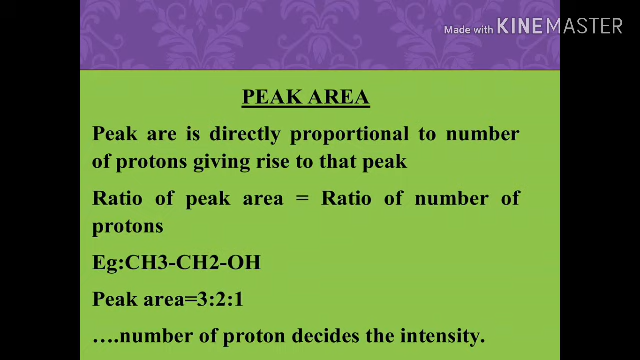 Made with KINEMASTER
PEAK AREA
Peak are is directly proportional to number
of protons giving rise to that peak
Ratio of peak area = Ratio of number of
protons
Eg:CH3-CH2-OH
Peak area=3:2:1
….number of proton decides the intensity.